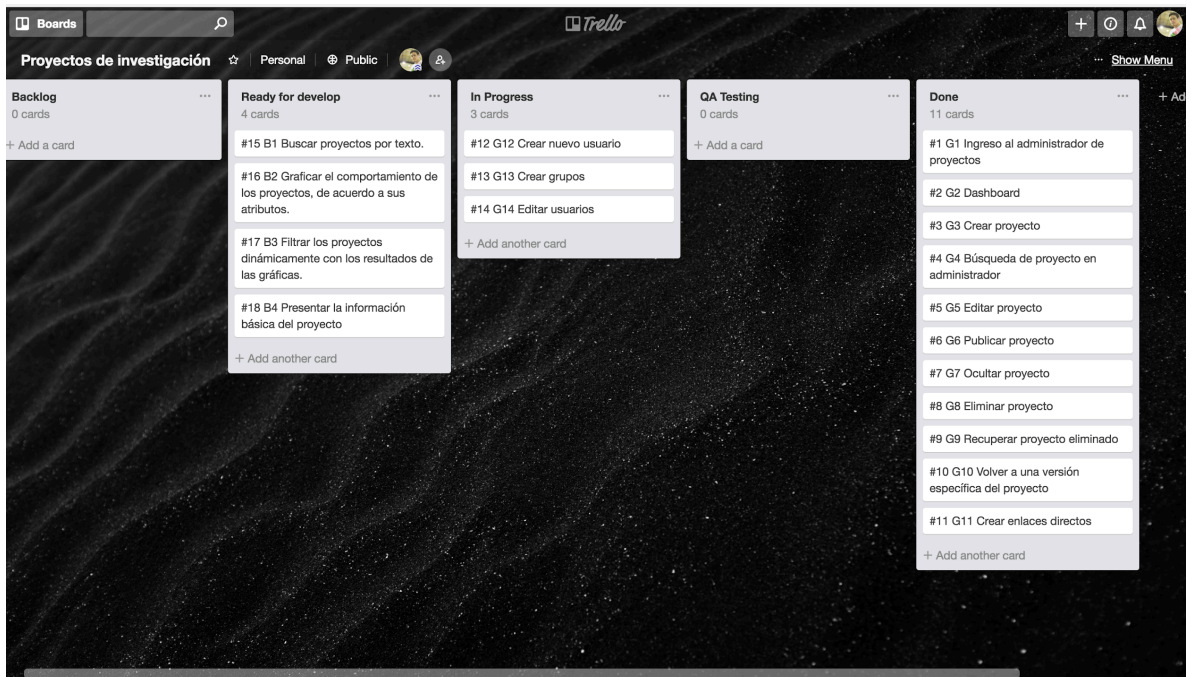 Boards
Trello
Proyectos de investigación
Personal
Public
Show Menu
Backlog
0 cards
+ Add a card
Ready for develop
4 cards
#15 B1 Buscar proyectos por texto.
#16 B2 Graficar el comportamiento de
los proyectos, de acuerdo a sus
atributos.
#17 B3 Filtrar los proyectos
dinámicamente con los resultados de
las gráficas.
#18 B4 Presentar la información
básica del proyecto
+ Add another card
In Progress
3 cards
#12 G12 Crear nuevo usuario
#13 G13 Crear grupos
#14 G14 Editar usuarios
+ Add another card
QA Testing
0 cards
+ Add a card
Done
11 cards
#1 G1 Ingreso al administrador de
proyectos
#2 G2 Dashboard
#3 G3 Crear proyecto
#4 G4 Búsqueda de proyecto en
administrador
#5 G5 Editar proyecto
#6 G6 Publicar proyecto
#7 G7 Ocultar proyecto
#8 G8 Eliminar proyecto
#9 G9 Recuperar proyecto eliminado
#10 G10 Volver a una versión
específica del proyecto
#11 G11 Crear enlaces directos
+ Add another card
+ Ad